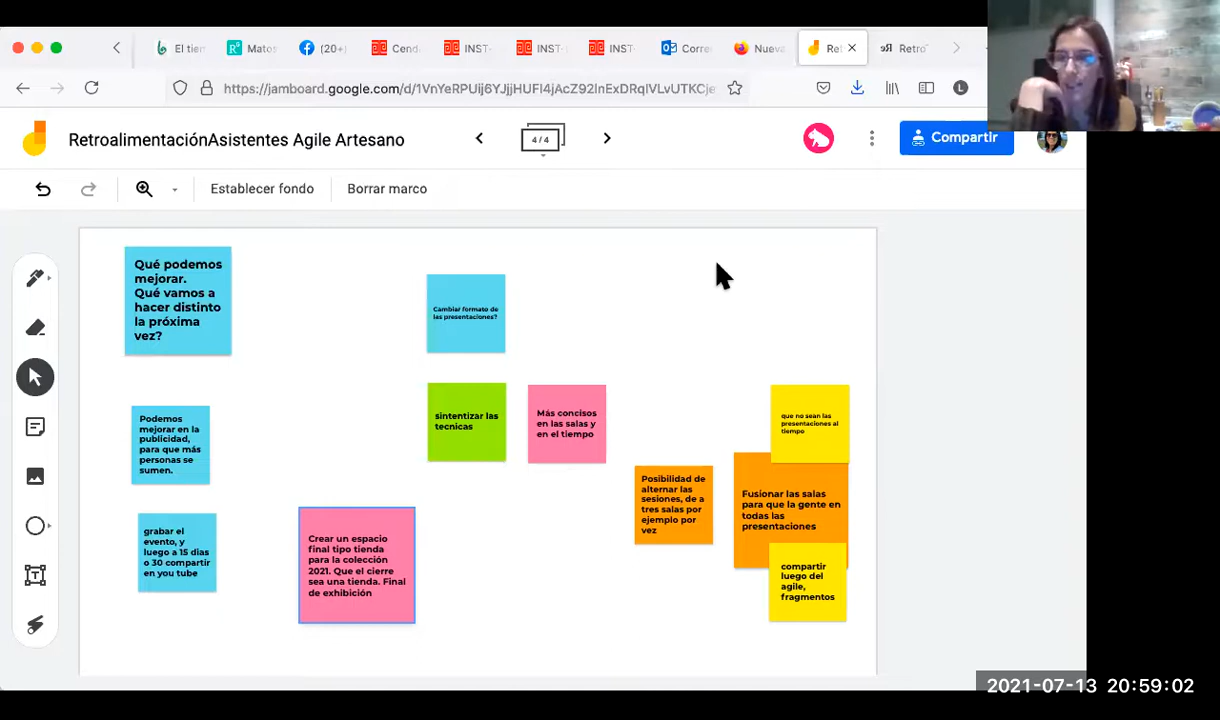 El tien
Matos
(20+)
Cend
INST-
INST-
INST-
Corre
Nueva
Re
Retro
https://jamboard.google.com/d/
RetroalimentaciónAsistentes Agile Artesano
4/4
Compartir
Establecer fondo
Borrar marco
Qué podemos
mejorar.
Qué vamos a
hacer distinto
la próxima
vez?
Cambiar formato de
las presentaciones?
sintentizar las
tecnicas
Más concisos
en las salas y
en el tiempo
que no sean las
presentaciones al
tiempo
Podemos
mejorar en la
publicidad,
para que más
personas se
sumen.
Posibilidad de
alternar las
sesiones, de a
tres salas por
ejemplo por
vez
Fusionar las salas
para que la gente en
todas las
presentaciones
grabar el
evento, y
luego a 15 dias
o 30 compartir
en you tube
Crear un espacio
final tipo tienda
para la colección
2021. Que el cierre
sea una tienda. Final
de exhibición
compartir
luego del
agile,
fragmentos
2021-07-13 20:59:02